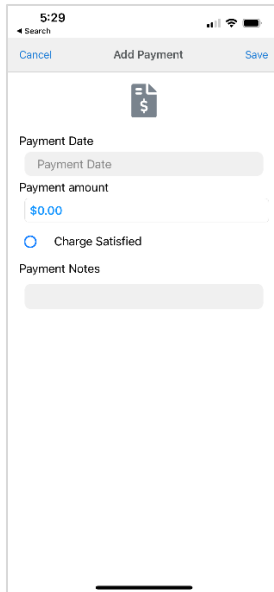 5:29
◀ Search
Cancel Add Payment Save
$
Payment Date
Payment Date
Payment amount
$0.00
Charge Satisfied
Payment Notes